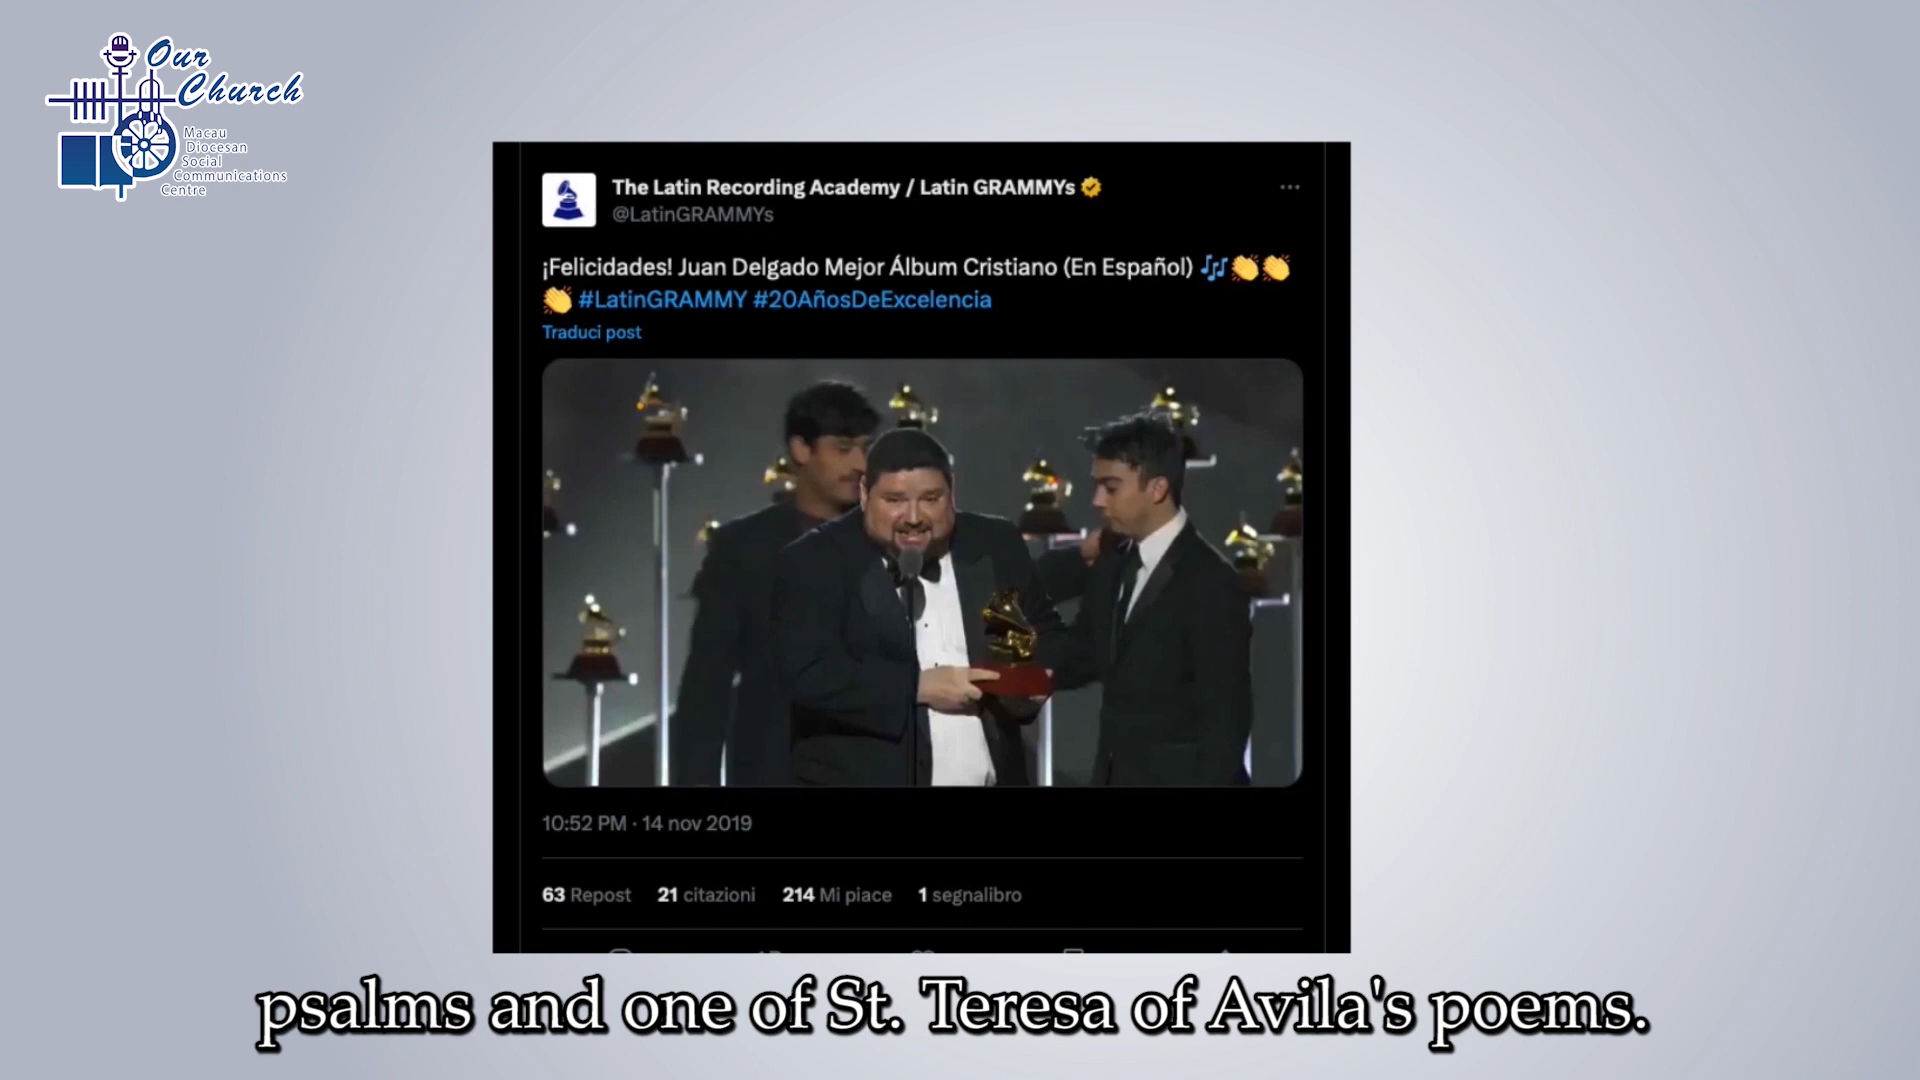 Our
Church
Macau
Diocesan
Social
Communications
Centre
The Latin Recording Academy / Latin GRAMMYs
@LatinGRAMMYs
¡Felicidades! Juan Delgado Mejor Álbum Cristiano (En Español) 🎶👏👏
👏 #LatinGRAMMY #20AñosDeExcelencia
Traduci post
10:52 PM · 14 nov 2019
63 Repost 21 citazioni 214 Mi piace 1 segnalibro
psalms and one of St. Teresa of Avila's poems.